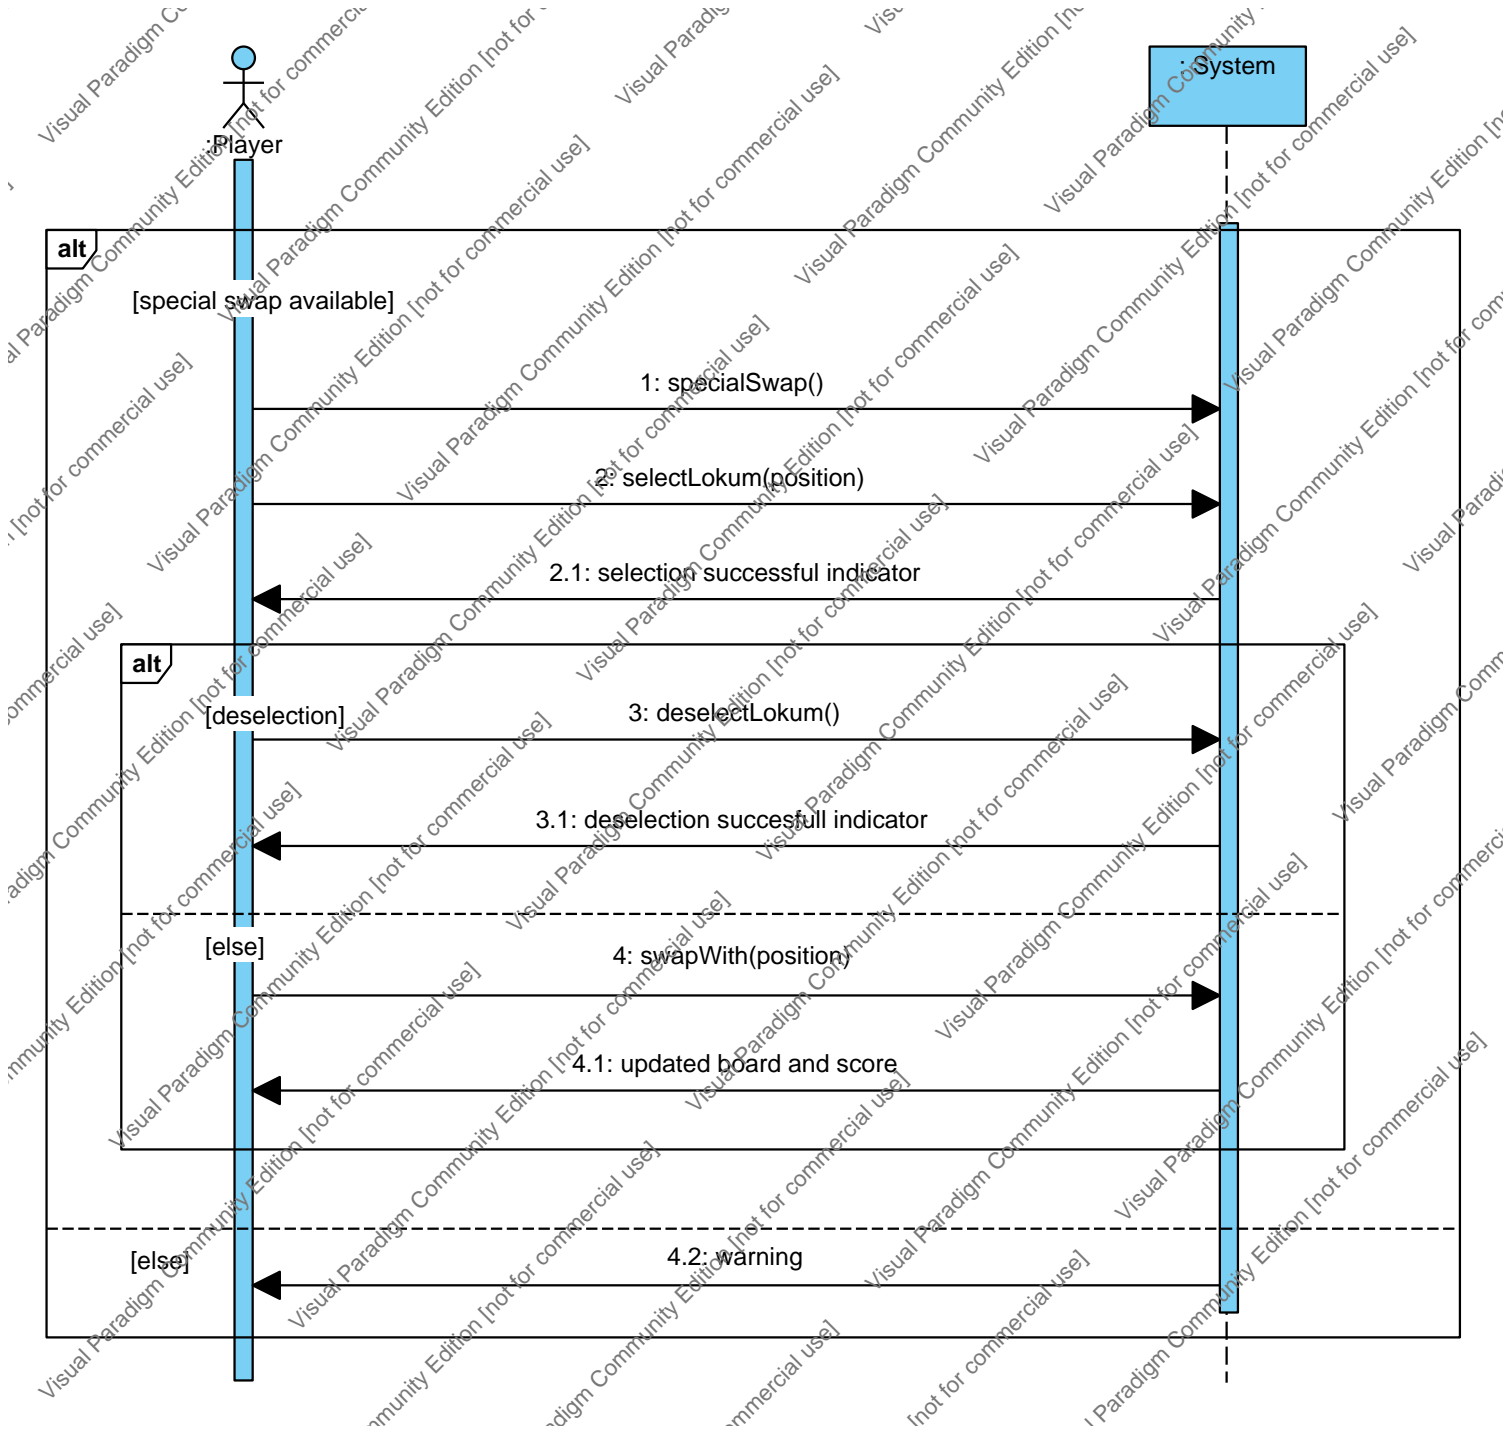 :Player
: System
alt
[special swap available]
1: specialSwap()
2: selectLokum(position)
2.1: selection successful indicator
alt
[deselection]
3: deselectLokum()
3.1: deselection succesfull indicator
[else]
4: swapWith(position)
4.1: updated board and score
[else]
4.2: warning
Visual Paradigm Community Edition [not for commercial use]